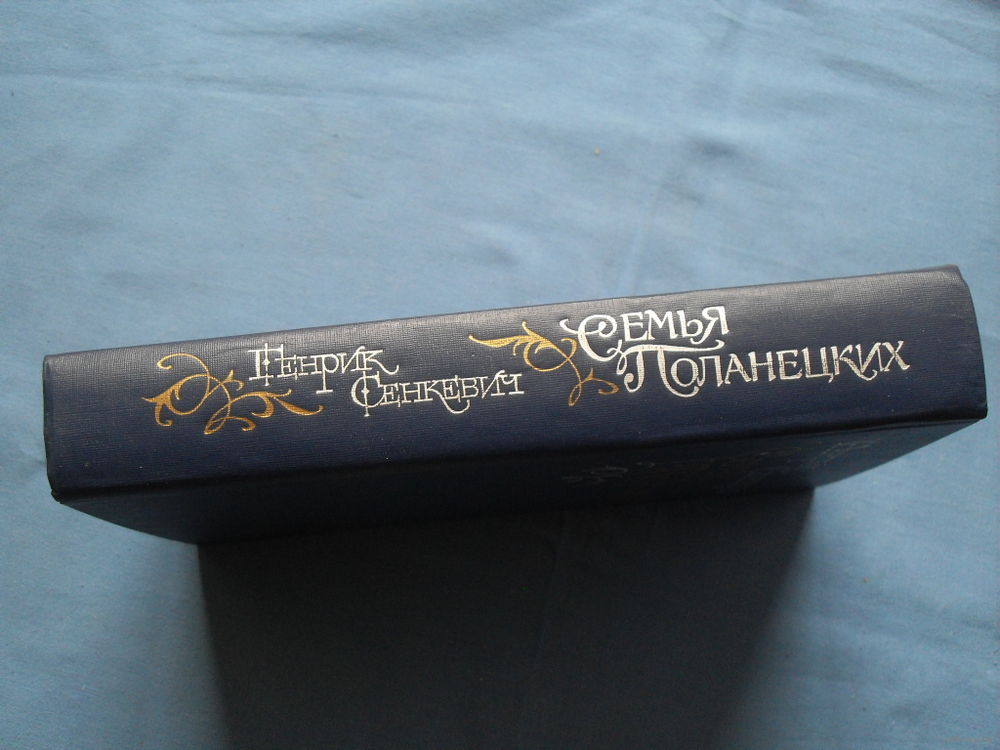 Генрик
Сенкевич
Семья
Поланецких